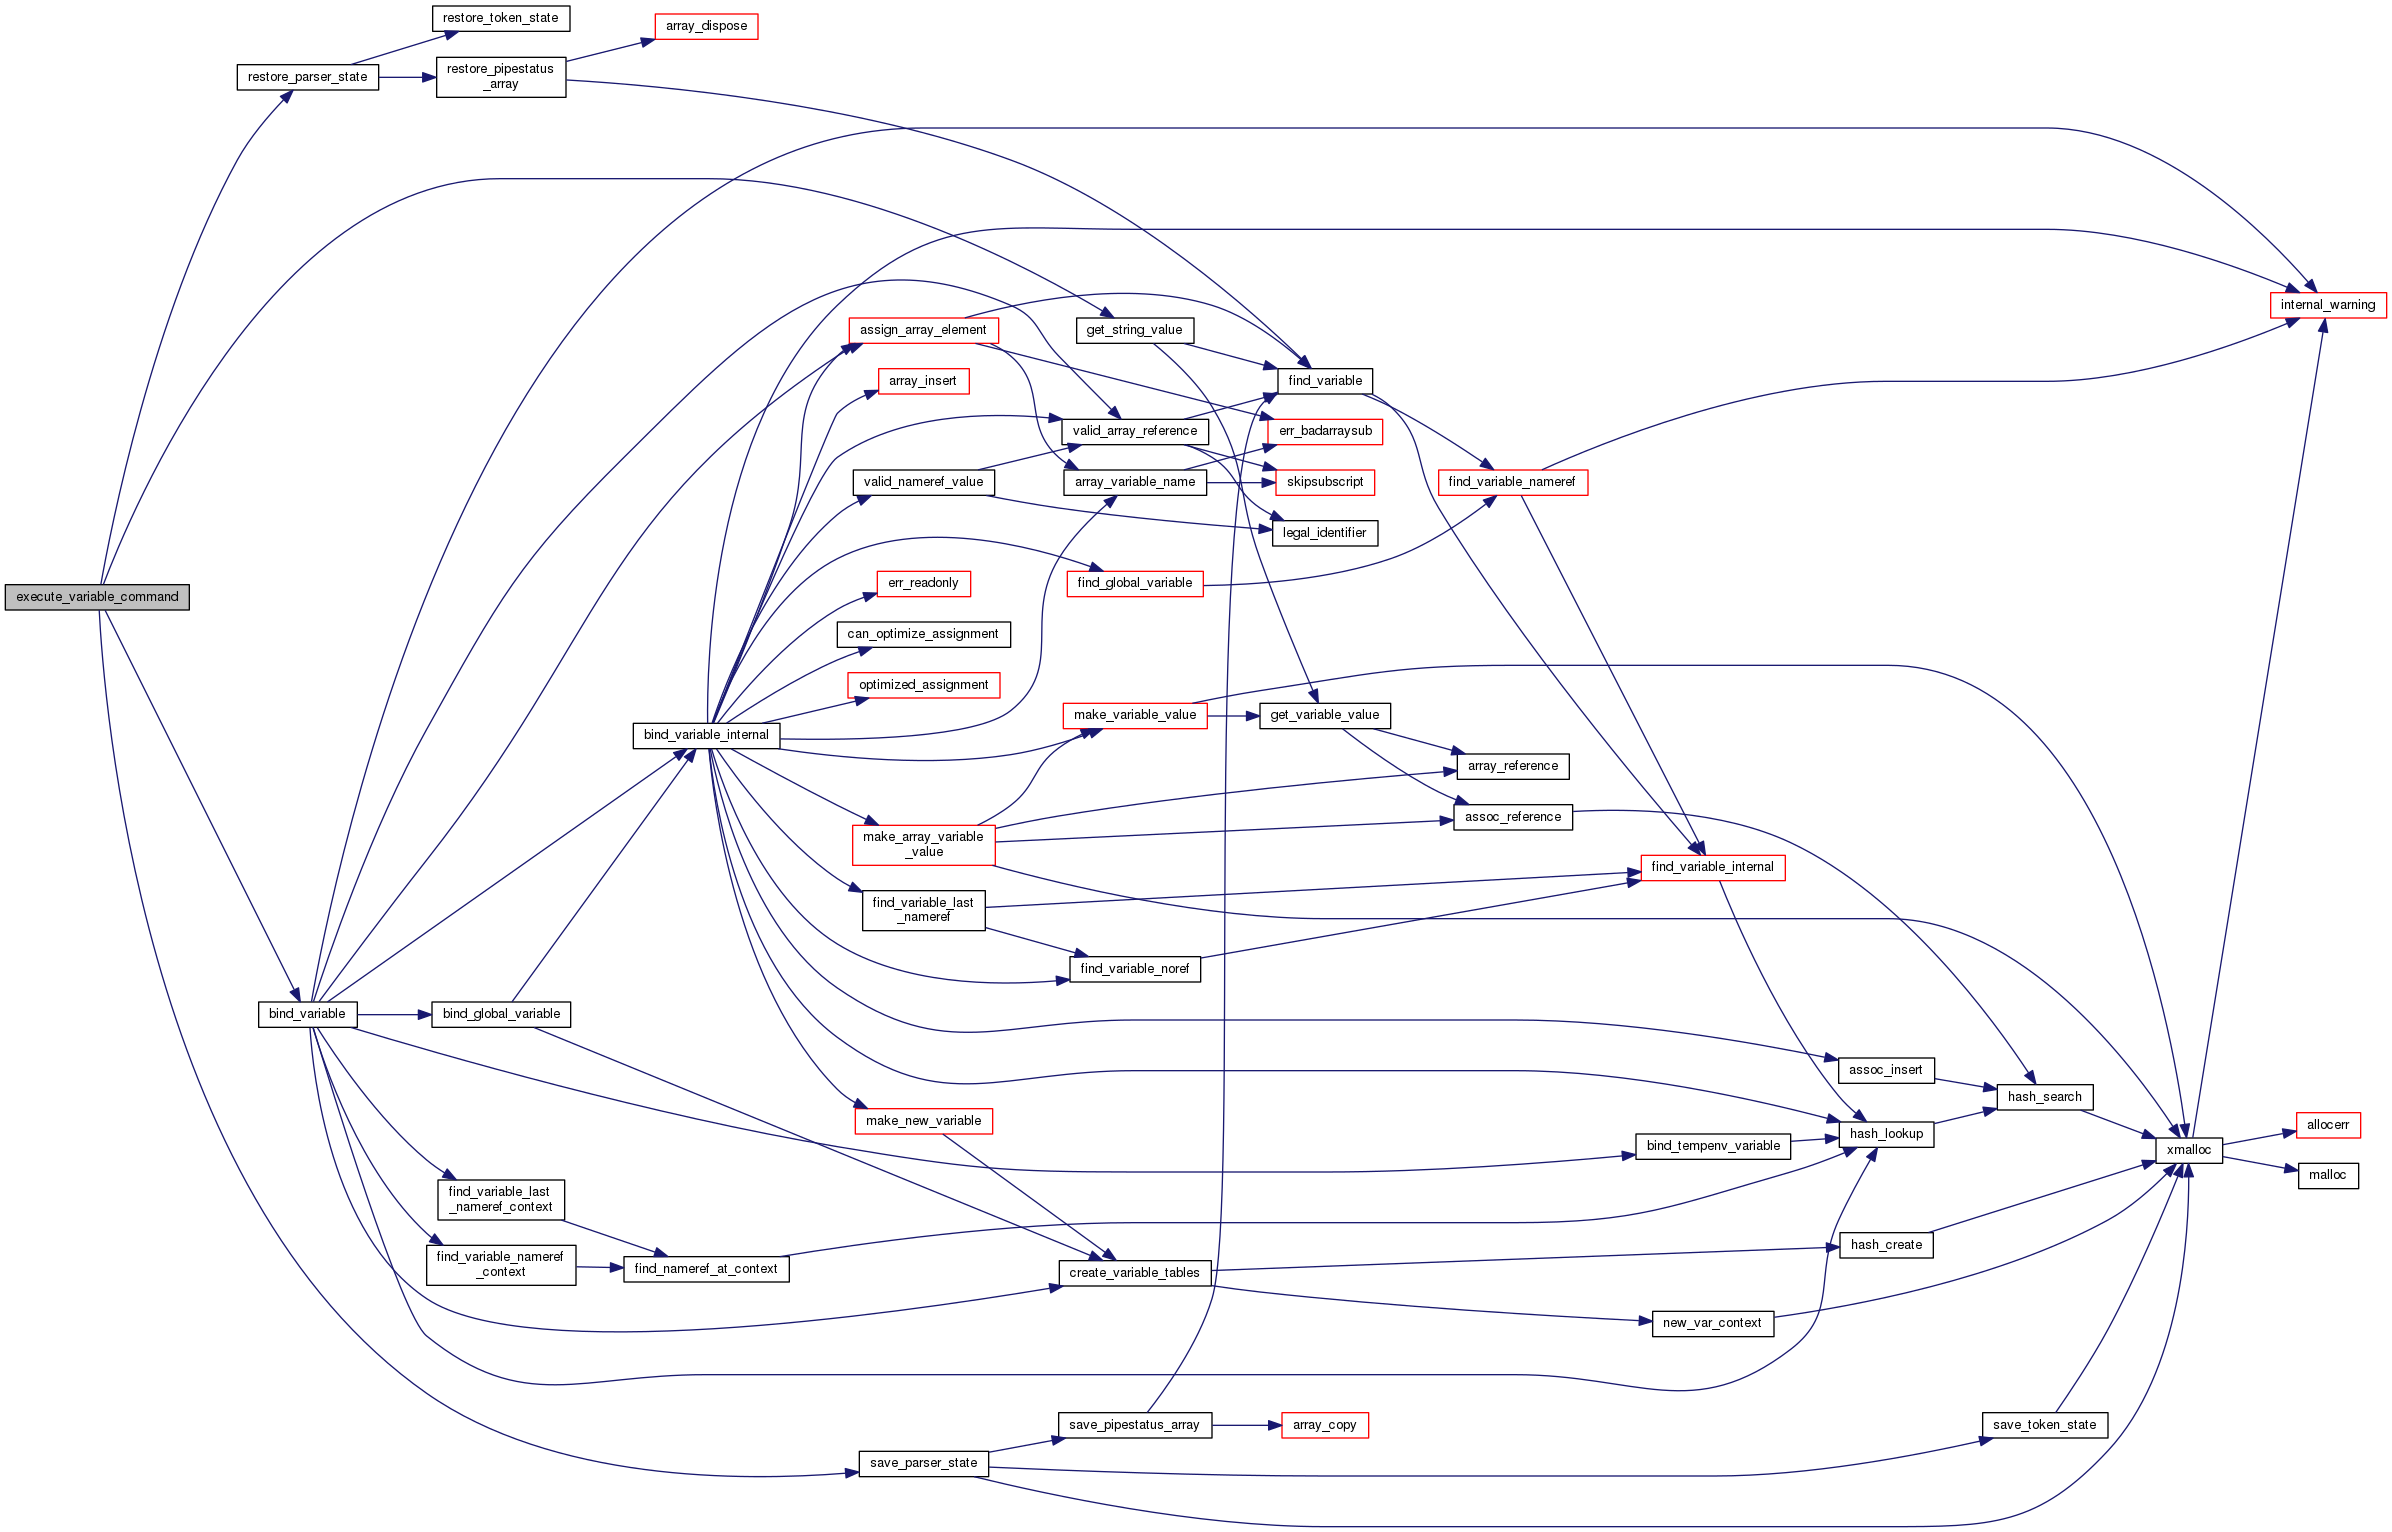 restore_token_state
array_dispose
restore_parser_state
restore_pipestatus
_array
internal_warning
assign_array_element
get_string_value
array_insert
find_variable
valid_array_reference
err_badarraysub
valid_nameref_value
array_variable_name
skipsubscript
find_variable_nameref
legal_identifier
execute_variable_command
err_readonly
find_global_variable
can_optimize_assignment
optimized_assignment
bind_variable_internal
make_variable_value
get_variable_value
array_reference
make_array_variable
_value
assoc_reference
find_variable_internal
find_variable_last
_nameref
find_variable_noref
bind_variable
bind_global_variable
assoc_insert
hash_search
make_new_variable
hash_lookup
bind_tempenv_variable
xmalloc
allocerr
malloc
find_variable_last
_nameref_context
find_variable_nameref
_context
find_nameref_at_context
create_variable_tables
hash_create
new_var_context
save_pipestatus_array
array_copy
save_token_state
save_parser_state